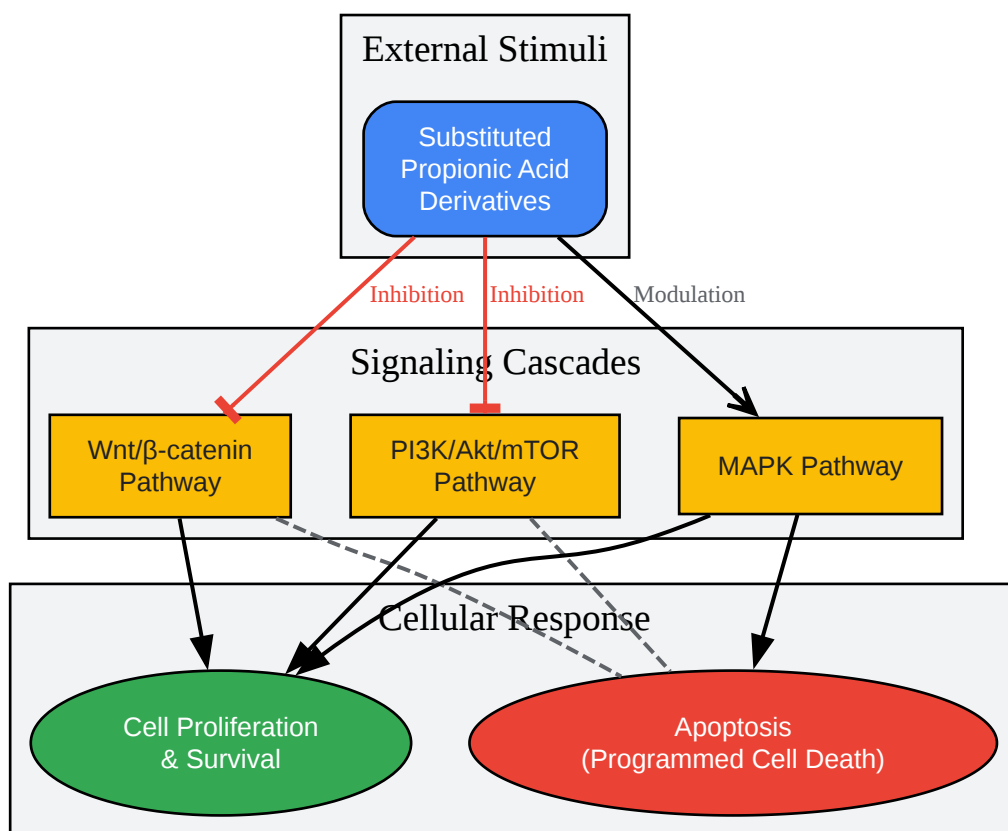 External Stimuli
Substituted
Propionic Acid
Derivatives
Inhibition
Inhibition
Modulation
Signaling Cascades
Wnt/β-catenin
Pathway
PI3K/Akt/mTOR
Pathway
MAPK Pathway
Cellular Response
Cell Proliferation
& Survival
Apoptosis
(Programmed Cell Death)